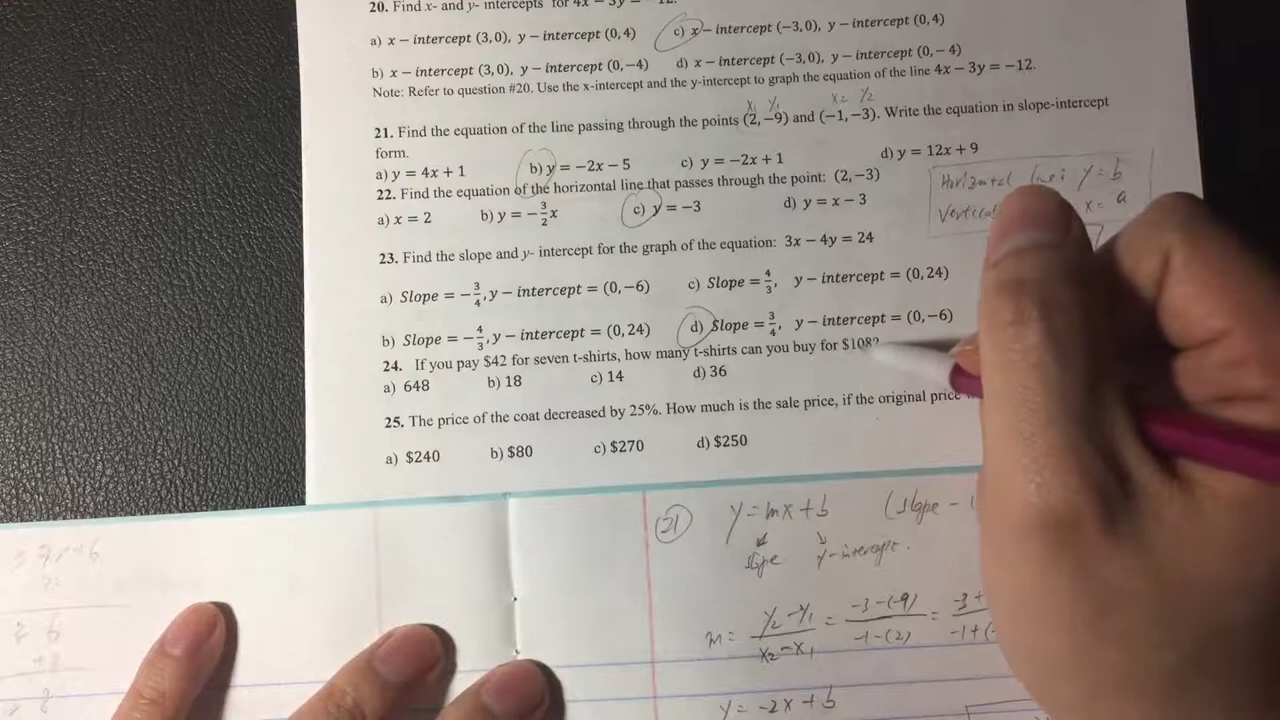 20. Find x- and y- intercepts for 4x − 3y = −12.
a) x − intercept (3,0), y − intercept (0,4) c) x − intercept (−3,0), y − intercept (0,4)
b) x − intercept (3,0), y − intercept (0,−4) d) x − intercept (−3,0), y − intercept (0,−4)
Note: Refer to question #20. Use the x-intercept and the y-intercept to graph the equation of the line 4x − 3y = −12.
x₁ y₁ x₂ y₂
21. Find the equation of the line passing through the points (2,−9) and (−1,−3). Write the equation in slope-intercept
form.
a) y = 4x + 1 b) y = −2x − 5 c) y = −2x + 1 d) y = 12x + 9
22. Find the equation of the horizontal line that passes through the point: (2,−3)
a) x = 2 b) y = −3/2 x c) y = −3 d) y = x − 3
Horizontal line: y = b
Vertical x = a
23. Find the slope and y- intercept for the graph of the equation: 3x − 4y = 24
a) Slope = −3/4, y − intercept = (0,−6) c) Slope = 4/3, y − intercept = (0,24)
b) Slope = −4/3, y − intercept = (0,24) d) Slope = 3/4, y − intercept = (0,−6)
24. If you pay $42 for seven t-shirts, how many t-shirts can you buy for $108?
a) 648 b) 18 c) 14 d) 36
25. The price of the coat decreased by 25%. How much is the sale price, if the original price
a) $240 b) $80 c) $270 d) $250
(21) y = mx + b (slope -
slope y-intercept.
m = y₂ − y₁ / x₂ − x₁ = −3 − (−9) / −1 − (2) = −3 + / −1 + (
y = −2x + b